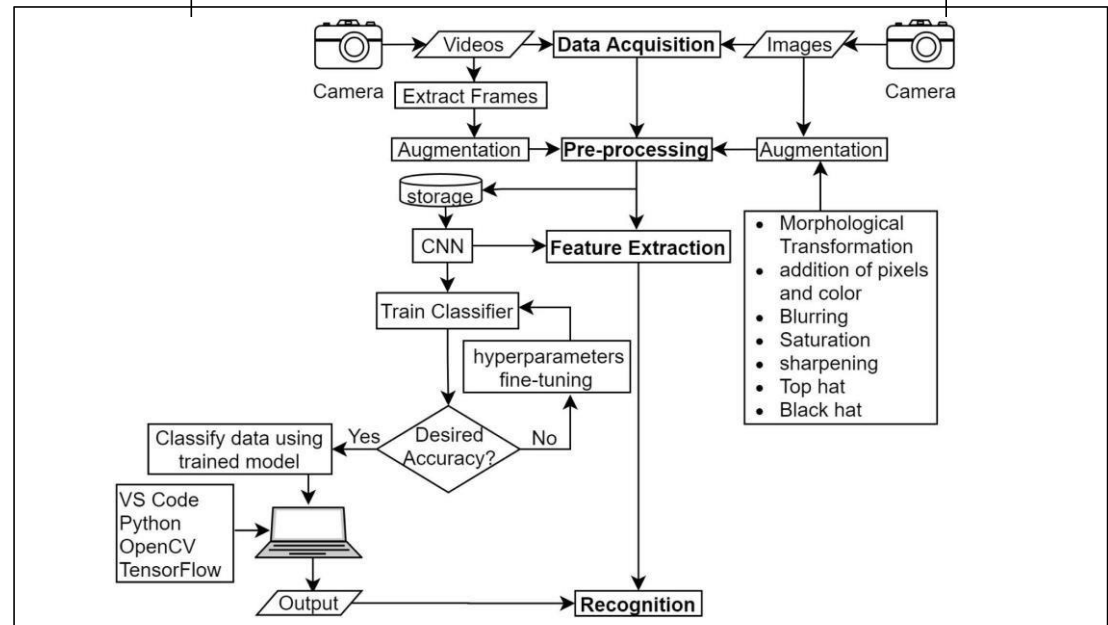 Videos
Data Acquisition
Images
Camera
Extract Frames
Camera
Augmentation
Pre-processing
Augmentation
storage
CNN
Feature Extraction
• Morphological
Transformation
• addition of pixels
and color
• Blurring
• Saturation
• sharpening
• Top hat
• Black hat
Train Classifier
hyperparameters
fine-tuning
Desired
Accuracy?
Yes
No
Classify data using
trained model
VS Code
Python
OpenCV
TensorFlow
Output
Recognition